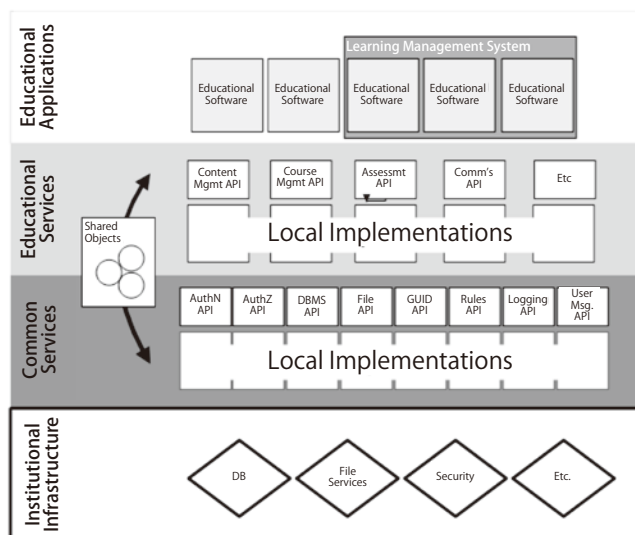 Educational
Applications
Learning Management System
Educational
Software
Educational
Software
Educational
Software
Educational
Software
Educational
Software
Educational
Services
Content
Mgmt API
Course
Mgmt API
Assessmt
API
Comm's
API
Etc
Shared
Objects
Local Implementations
Common
Services
AuthN
API
AuthZ
API
DBMS
API
File
API
GUID
API
Rules
API
Logging
API
User
Msg.
API
Local Implementations
Institutional
Infrastructure
DB
File
Services
Security
Etc.